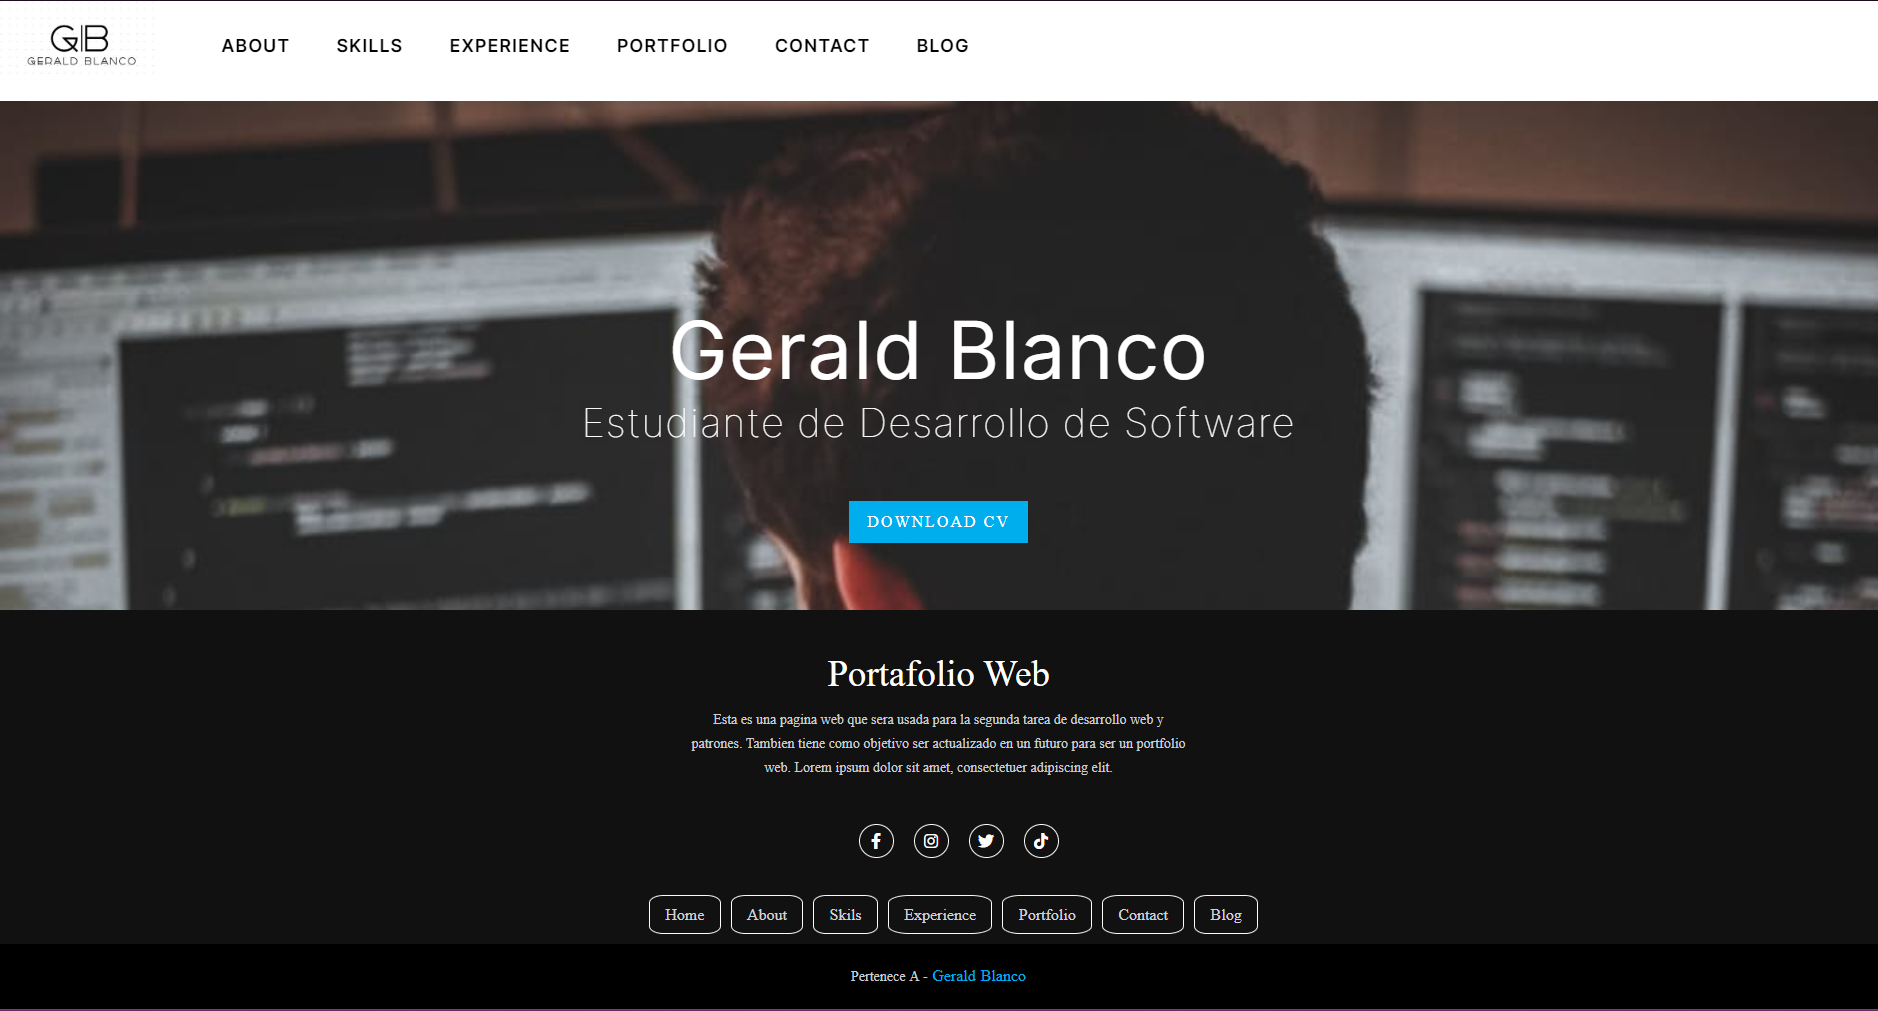 GB
GERALD BLANCO
ABOUT SKILLS EXPERIENCE PORTFOLIO CONTACT BLOG
Gerald Blanco
Estudiante de Desarrollo de Software
DOWNLOAD CV
Portafolio Web
Esta es una pagina web que sera usada para la segunda tarea de desarrollo web y
patrones. Tambien tiene como objetivo ser actualizado en un futuro para ser un portfolio
web. Lorem ipsum dolor sit amet, consectetuer adipiscing elit.
Home About Skils Experience Portfolio Contact Blog
Pertenece A - Gerald Blanco